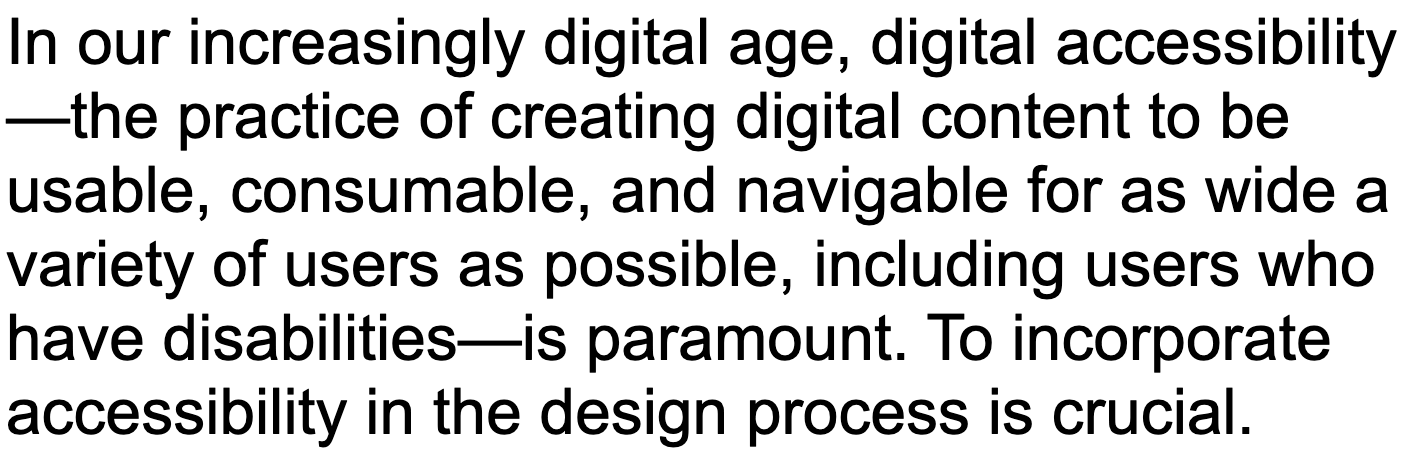 In our increasingly digital age, digital accessibility
—the practice of creating digital content to be
usable, consumable, and navigable for as wide a
variety of users as possible, including users who
have disabilities—is paramount. To incorporate
accessibility in the design process is crucial.